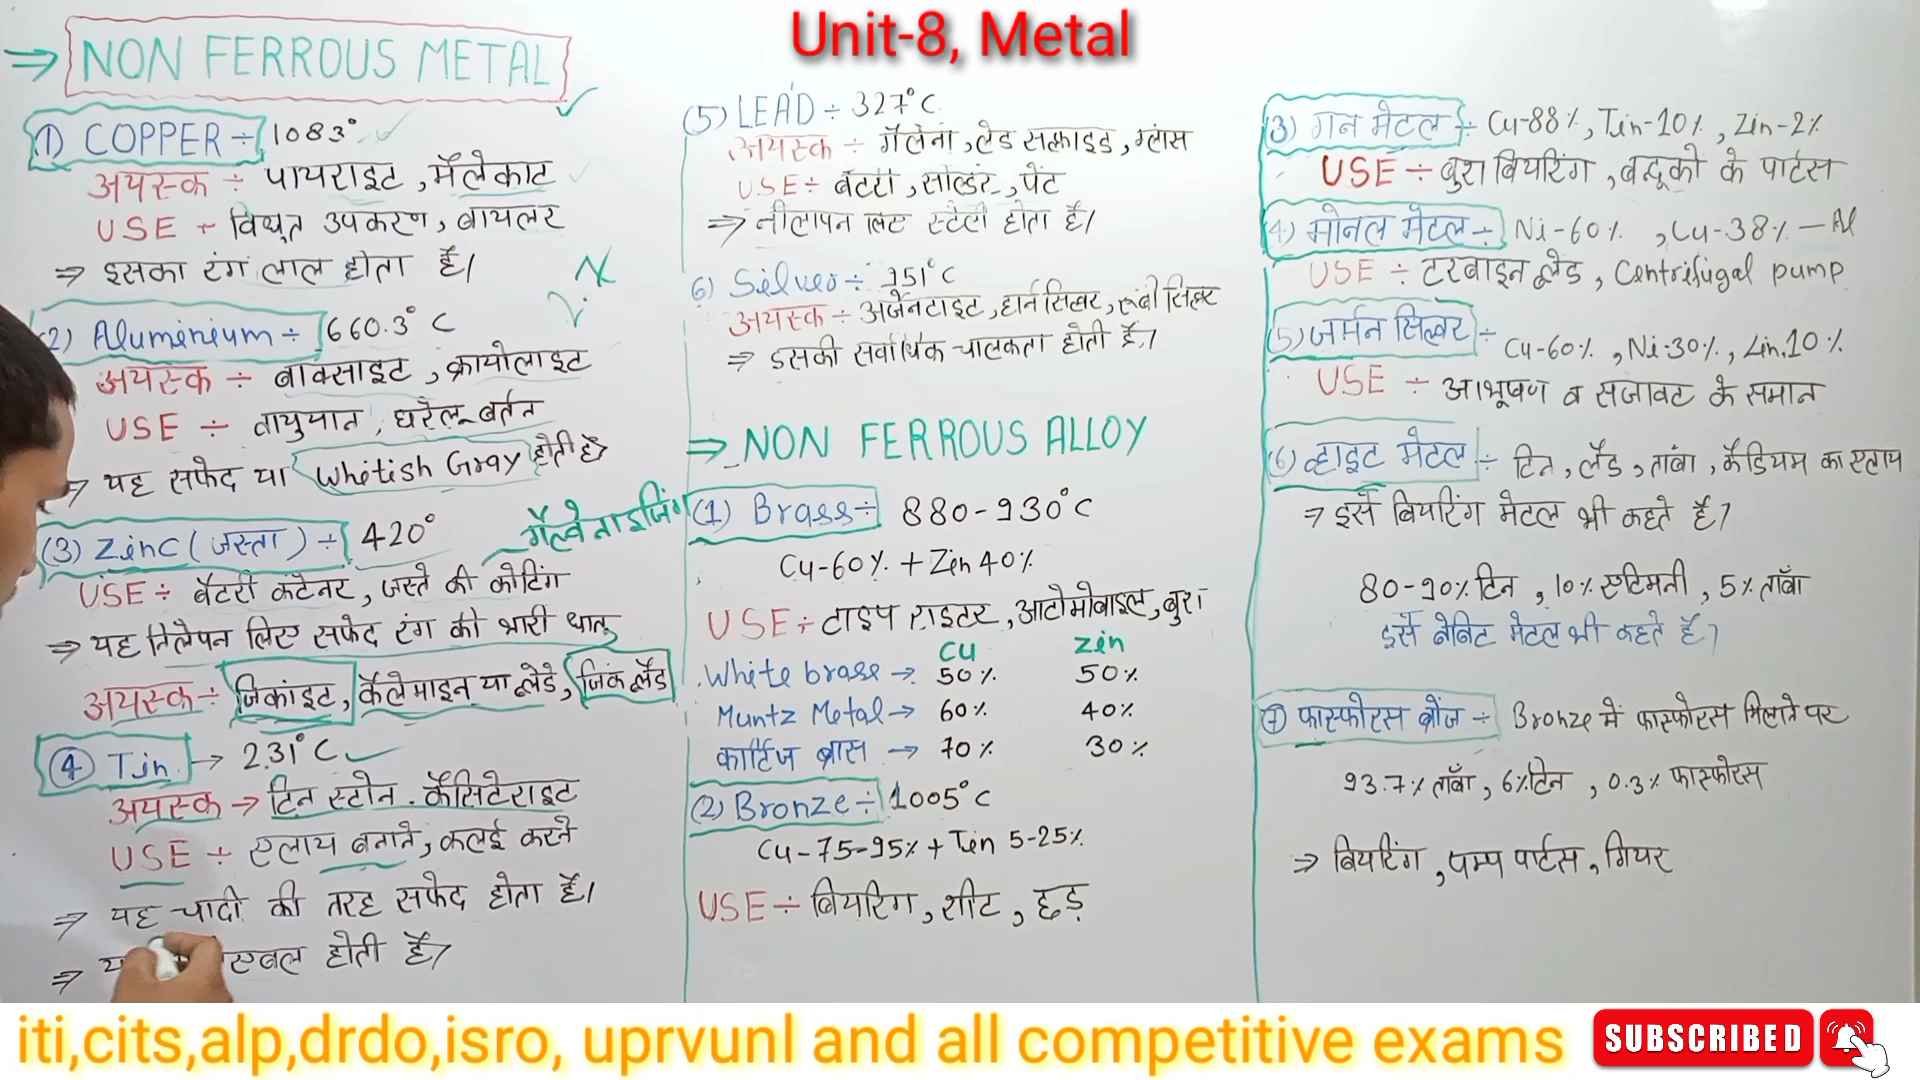 Unit-8, Metal
⇒ NON FERROUS METAL
① COPPER ÷ 1083°
अयस्क ÷ पायराइट, मैलेकाट
USE ÷ विधुत उपकरण, बायलर
⇒ इसका रंग लाल होता है।
(2) Aluminium ÷ 660.3° C
अयस्क ÷ बाक्साइट, क्रायोलाइट
USE ÷ वायुयान, घरेलू बर्तन
⇒ यह सफेद या Whitish Gray होती है
(3) Zinc (जस्ता) ÷ 420°
गैल्वेनाइजिंग
USE ÷ बैटरी कंटेनर, जस्ते की कोटिंग
⇒ यह निलेपन लिए सफेद रंग की भारी धातु
अयस्क ÷ जिकांइट, कैलेमाइन या ब्लेडे, जिंक ब्लैंड
④ Tin → 231° C
अयस्क → टिन स्टोन. कैसिटेराइट
USE ÷ एलाय बनाने, कलई करने
⇒ यह चादी की तरह सफेद होता है।
⇒ एबल होती है
(5) LEAD ÷ 327° C
अयस्क ÷ गैलेना, लेड सल्फाइड, ग्लांस
USE ÷ बैटरी, सोल्डर, पेंट
⇒ नीलापन लिए स्टेली होता है।
6) Silver ÷ 951° C
अयस्क ÷ अर्जेनटाइट, हार्न सिल्वर, रूबी सिल्वर
⇒ इसकी सर्वाधिक चालकता होती है।
⇒ NON FERROUS ALLOY
(1) Brass ÷ 880-930° C
Cu-60% + Zin 40%
USE ÷ टाइप राइटर, आटोमोबाइल, बुश
Cu Zin
White brass → 50% 50%
Muntz Metal → 60% 40%
कार्टिज ब्रास → 70% 30%
(2) Bronze ÷ 1005° C
Cu-75-95% + Tin 5-25%
USE ÷ बियरिंग, शीट, छड़
(3) गन मेटल ÷ Cu-88%, Tin-10%, Zin-2%
USE ÷ बुश बियरिंग, बन्दूको के पार्टस
4) मोनल मेटल ÷ Ni-60%, Cu-38% - Al
USE ÷ टरबाइन ब्लेड, Centrifugal pump
(5) जर्मन सिल्वर ÷ Cu-60%, Ni-30%, Zin.10%
USE ÷ आभूषण व सजावट के समान
(6) व्हाइट मेटल ÷ टिन, लैड, तांबा, कैडियम का एलाय
⇒ इसे बियरिंग मेटल भी कहते है।
80-90% टिन, 10% एंटिमनी, 5% ताँबा
इसे बेबिट मेटल भी कहते है।
⑦ फास्फोरस ब्रोंज ÷ Bronze में फास्फोरस मिलाने पर
93.7% ताँबा, 6% टिन, 0.3% फास्फोरस
⇒ बियरिंग, पम्प पार्टस, गियर
iti,cits,alp,drdo,isro, uprvunl and all competitive exams
SUBSCRIBED